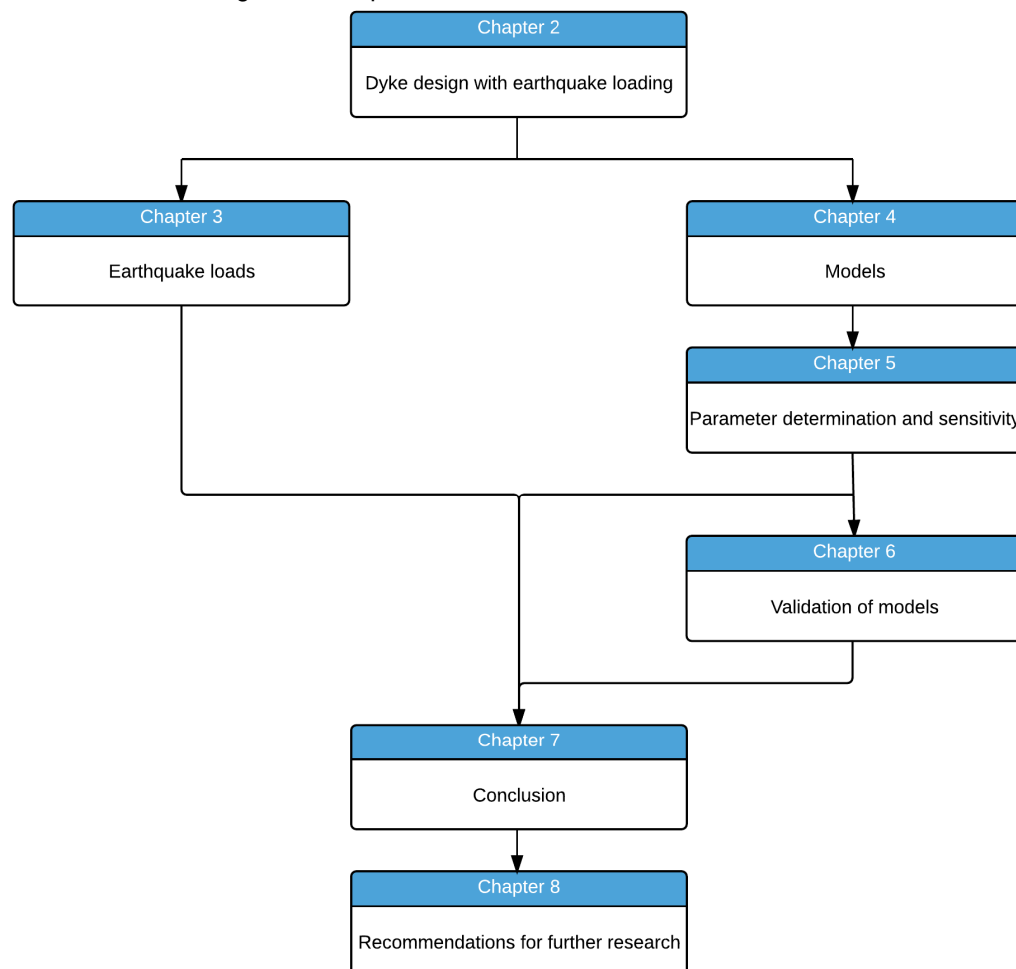 Chapter 2
Dyke design with earthquake loading
Chapter 3
Earthquake loads
Chapter 4
Models
Chapter 5
Parameter determination and sensitivity
Chapter 6
Validation of models
Chapter 7
Conclusion
Chapter 8
Recommendations for further research